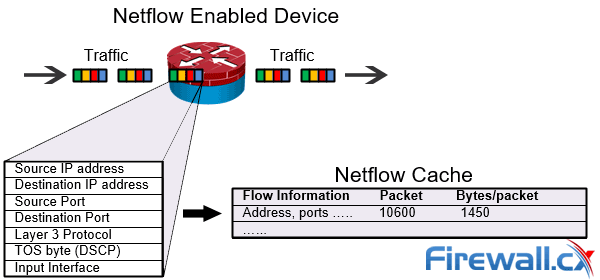 Netflow Enabled Device
Traffic
Traffic
Source IP address
Destination IP address
Source Port
Destination Port
Layer 3 Protocol
TOS byte (DSCP)
Input Interface
Netflow Cache
Flow Information Packet Bytes/packet
Address, ports ..... 10600 1450
......
Firewall.cx